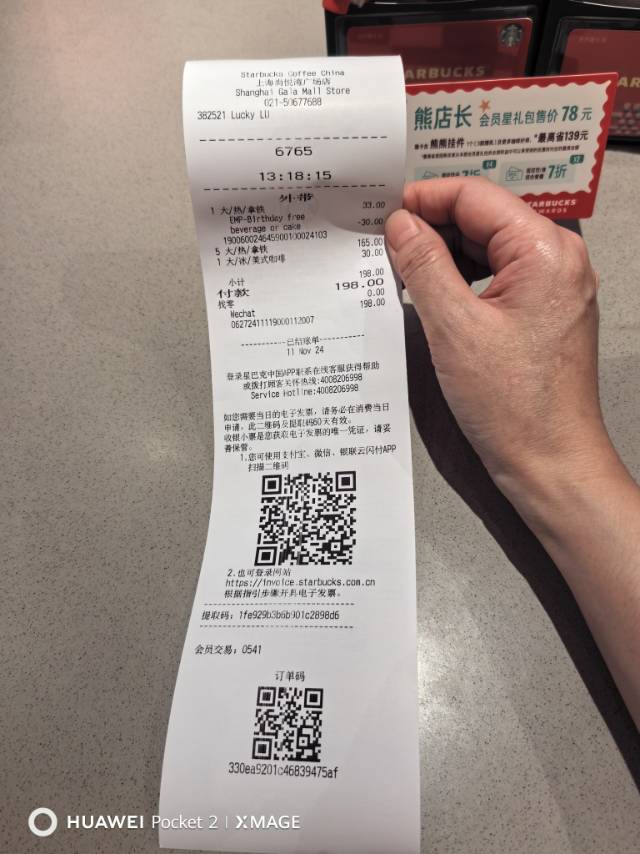 Starbucks Coffee China
上海尚悦湾广场店
Shanghai Gala Mall Store
021-50677688
382521 Lucky LU
6765
13:18:15
外带
1 大/热/拿铁 33.00
EMP-Birthday free -30.00
beverage or cake
190060024645900100024103
5 大/热/拿铁 165.00
1 大/冰/美式咖啡 30.00
小计 198.00
付款 198.00
找零 0.00
Wechat 198.00
06272411119000112007
已结账单
11 Nov 24
登录星巴克中国APP联系在线客服获得帮助
或拨打顾客关怀热线:4008206998
Service Hotline:4008206998
如您需要当日的电子发票，请务必在消费当日
申请，此二维码及提取码60天有效。
收银小票是您获取电子发票的唯一凭证，请妥
善保管。
1.您可使用支付宝、微信、银联云闪付APP
扫描二维码
2.也可登录网站
https://invoice.starbucks.com.cn
根据指引步骤开具电子发票。
提取码: 1fe929b3b6b901c2898d6
会员交易: 0541
订单码
330ea9201c46839475af
ARBUCKS
熊店长 会员星礼包售价 78 元
熊熊挂件
*最高省139元
7折
7折
STARBUCKS
REWARDS
HUAWEI Pocket 2 | XMAGE